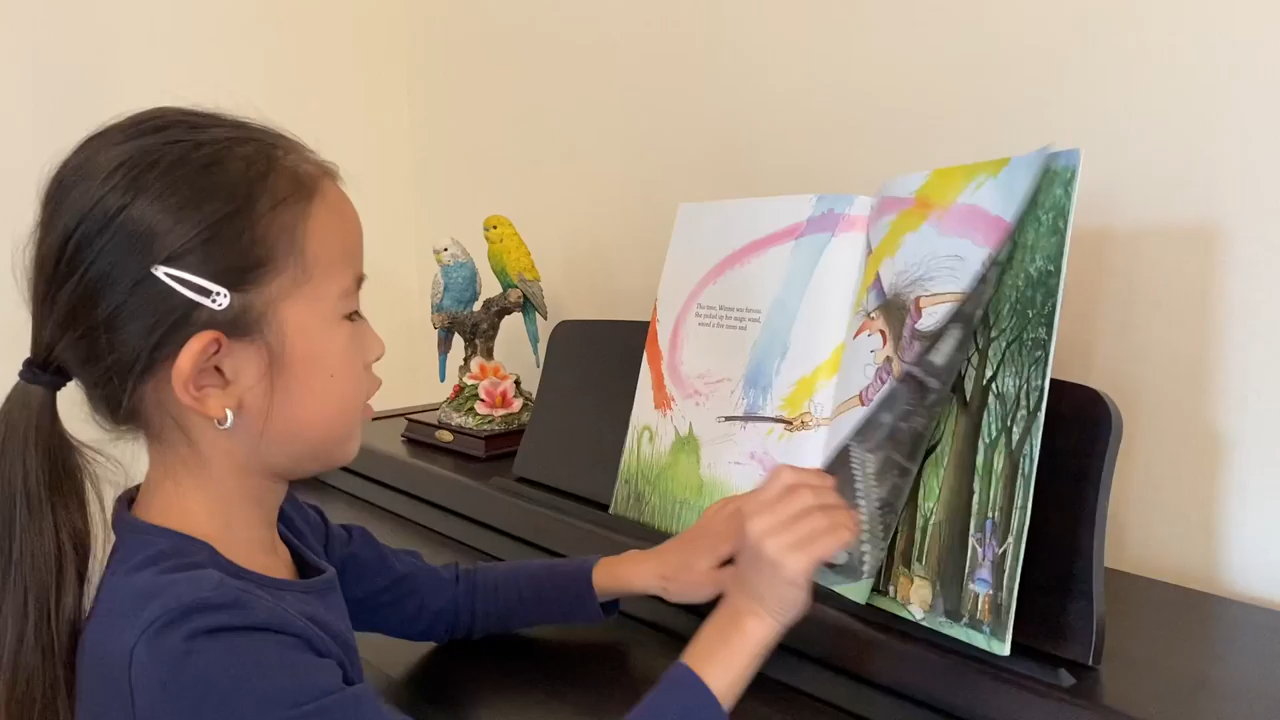 This time, Winnie was furious.
She picked up her magic wand,
waved it five times and